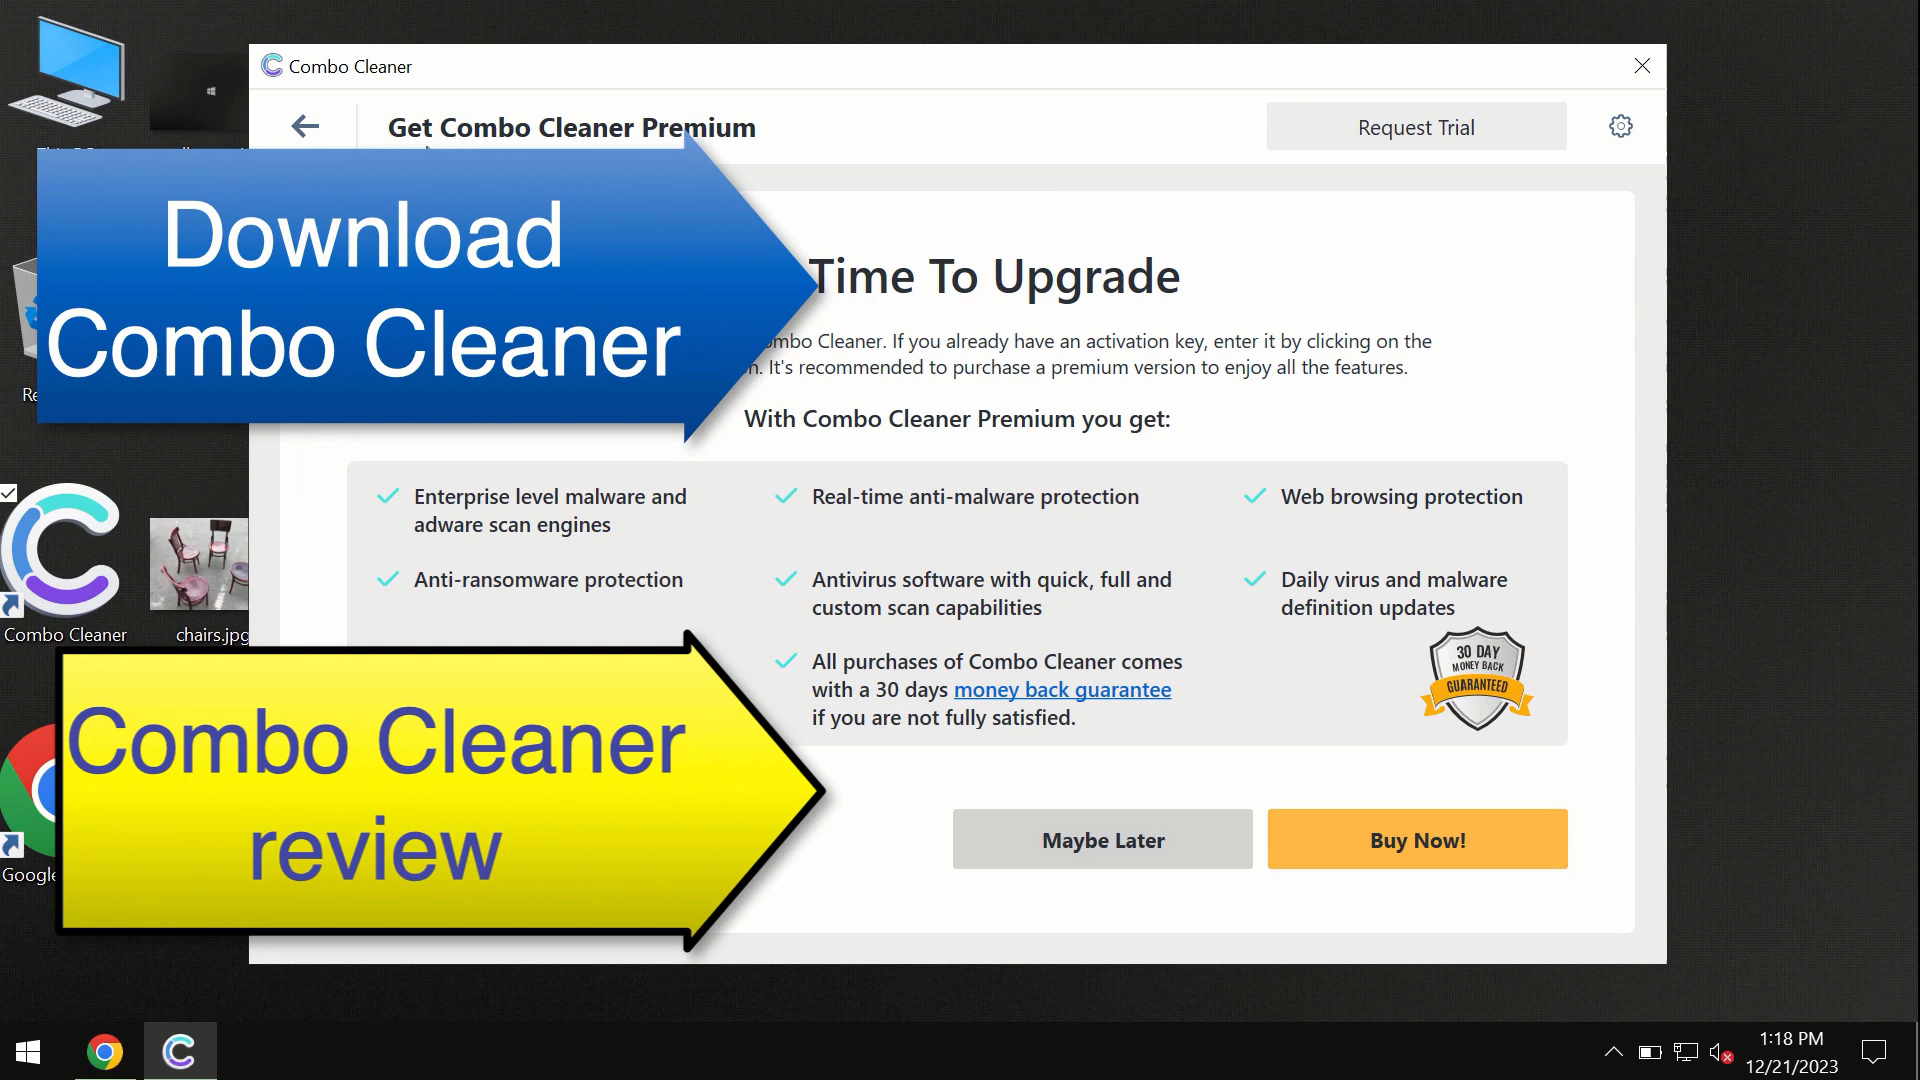 Combo Cleaner
Get Combo Cleaner Premium
Request Trial
Download
Combo Cleaner
Time To Upgrade
Combo Cleaner. If you already have an activation key, enter it by clicking on the
It's recommended to purchase a premium version to enjoy all the features.
With Combo Cleaner Premium you get:
Enterprise level malware and
adware scan engines
Real-time anti-malware protection
Web browsing protection
Anti-ransomware protection
Antivirus software with quick, full and
custom scan capabilities
Daily virus and malware
definition updates
All purchases of Combo Cleaner comes
with a 30 days money back guarantee
if you are not fully satisfied.
30 DAY
MONEY BACK
GUARANTEED
Combo Cleaner
chairs.jpg
Combo Cleaner
review
Google
Maybe Later
Buy Now!
1:18 PM
12/21/2023